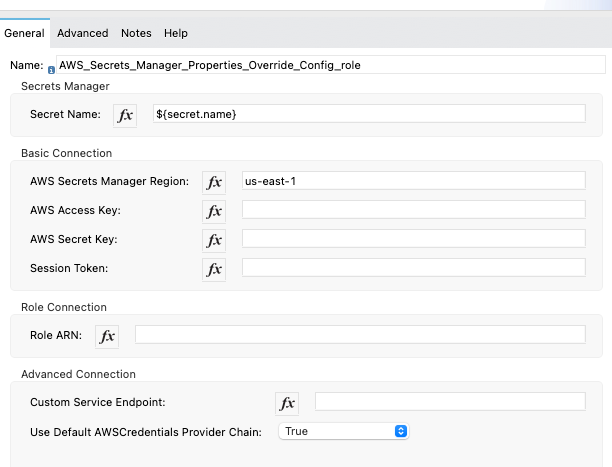 General Advanced Notes Help
Name: AWS_Secrets_Manager_Properties_Override_Config_role
Secrets Manager
Secret Name: fx ${secret.name}
Basic Connection
AWS Secrets Manager Region: fx us-east-1
AWS Access Key: fx
AWS Secret Key: fx
Session Token: fx
Role Connection
Role ARN: fx
Advanced Connection
Custom Service Endpoint: fx
Use Default AWSCredentials Provider Chain: True